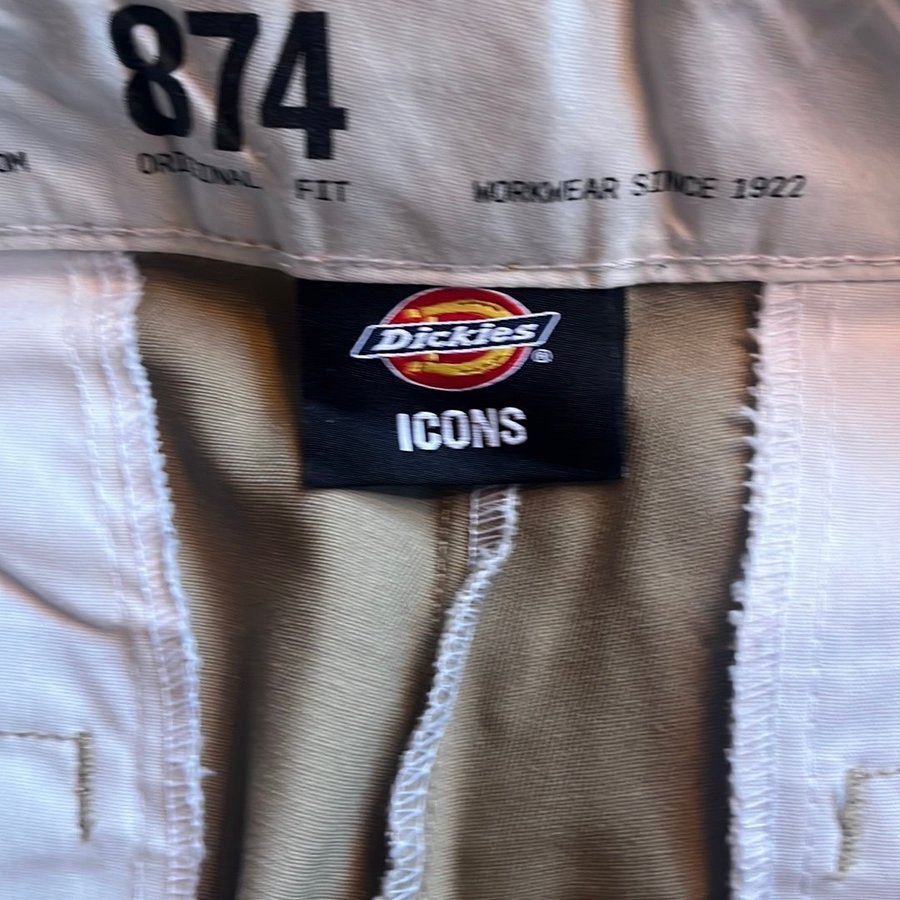 874
ORIGINAL FIT
WORKWEAR SINCE 1922
Dickies®
ICONS